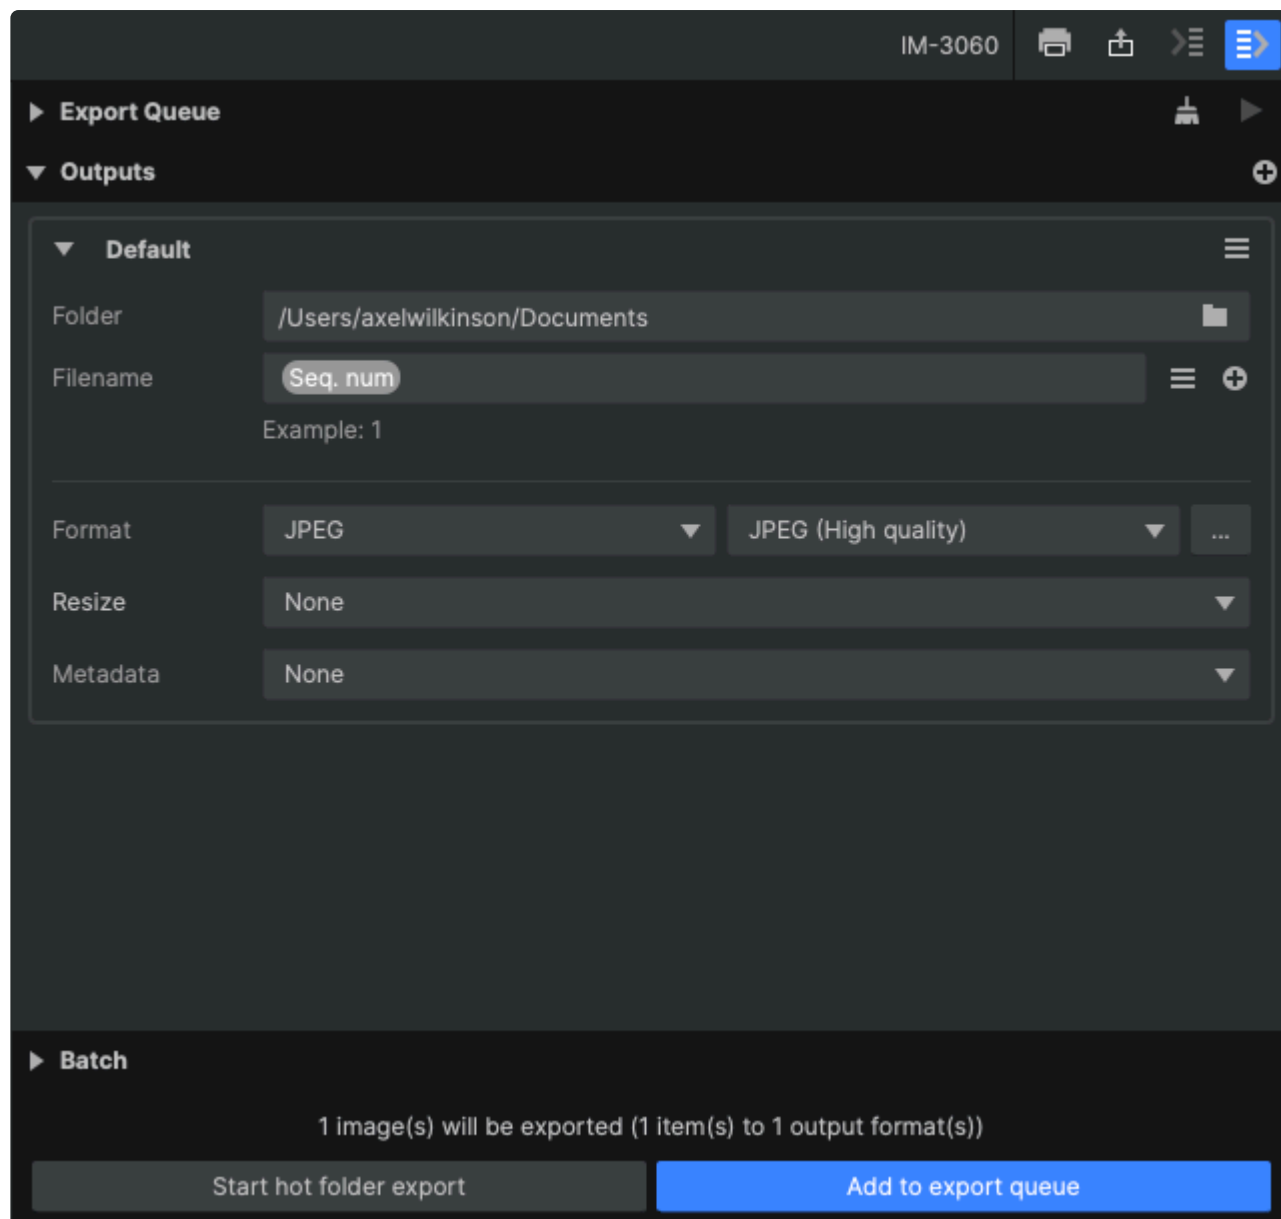 IM-3060
Export Queue
Outputs
Default
Folder /Users/axelwilkinson/Documents
Filename Seq. num
Example: 1
Format JPEG JPEG (High quality) ...
Resize None
Metadata None
Batch
1 image(s) will be exported (1 item(s) to 1 output format(s))
Start hot folder export Add to export queue